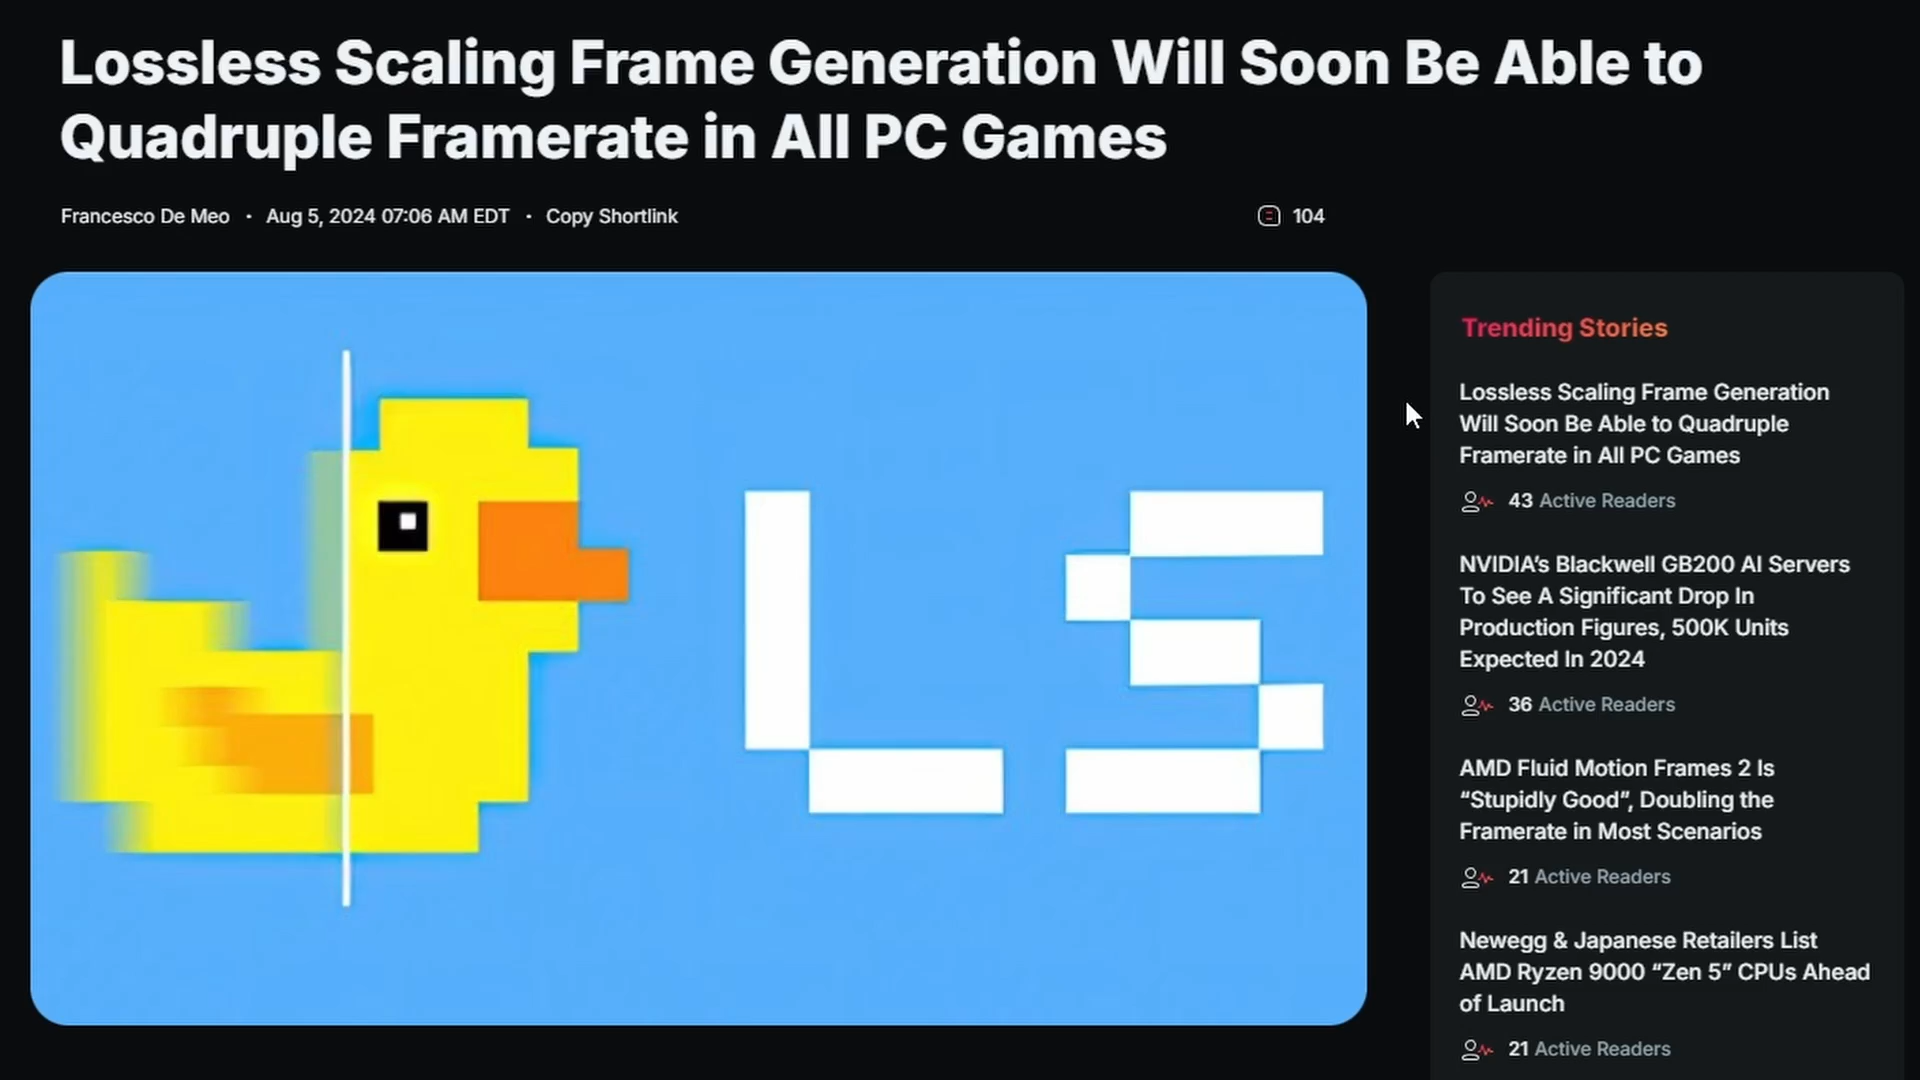 Lossless Scaling Frame Generation Will Soon Be Able to
Quadruple Framerate in All PC Games
Francesco De Meo • Aug 5, 2024 07:06 AM EDT • Copy Shortlink
104
LS
Trending Stories
Lossless Scaling Frame Generation
Will Soon Be Able to Quadruple
Framerate in All PC Games
43 Active Readers
NVIDIA’s Blackwell GB200 AI Servers
To See A Significant Drop In
Production Figures, 500K Units
Expected In 2024
36 Active Readers
AMD Fluid Motion Frames 2 Is
“Stupidly Good”, Doubling the
Framerate in Most Scenarios
21 Active Readers
Newegg & Japanese Retailers List
AMD Ryzen 9000 “Zen 5” CPUs Ahead
of Launch
21 Active Readers